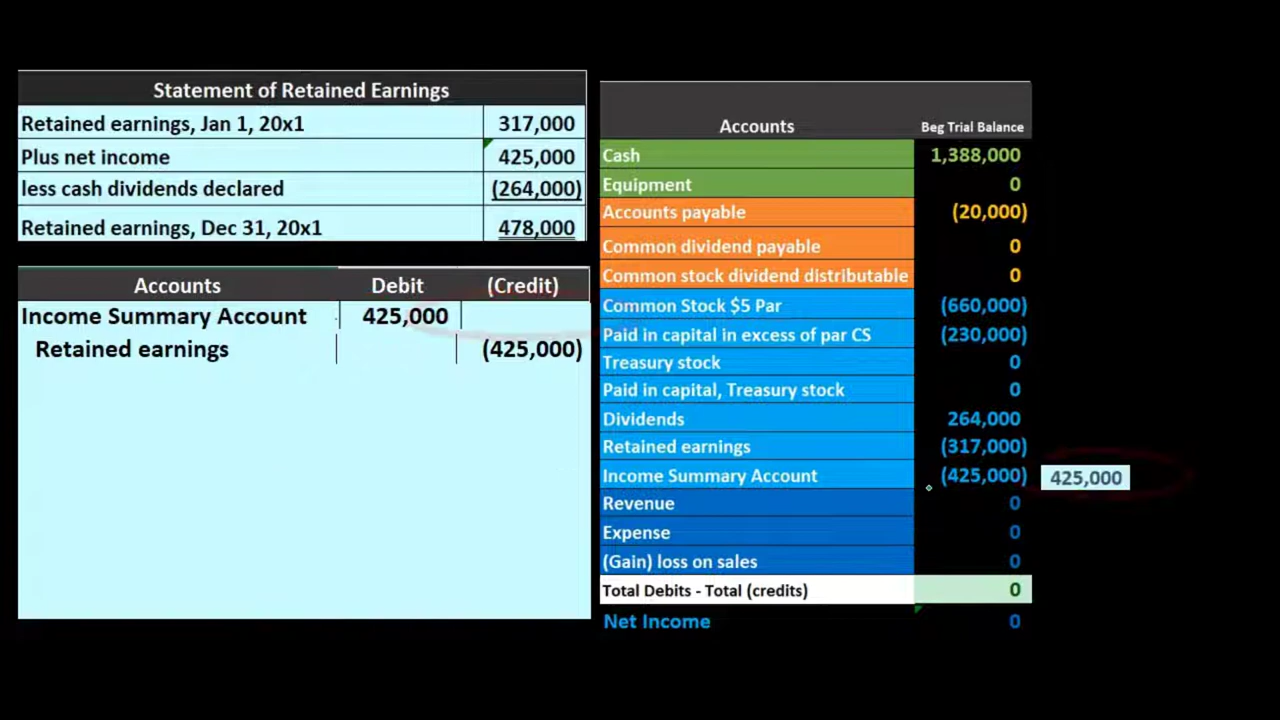 Statement of Retained Earnings
Retained earnings, Jan 1, 20x1 317,000
Plus net income 425,000
less cash dividends declared (264,000)
Retained earnings, Dec 31, 20x1 478,000
Accounts Debit (Credit)
Income Summary Account 425,000
Retained earnings (425,000)
Accounts Beg Trial Balance
Cash 1,388,000
Equipment 0
Accounts payable (20,000)
Common dividend payable 0
Common stock dividend distributable 0
Common Stock $5 Par (660,000)
Paid in capital in excess of par CS (230,000)
Treasury stock 0
Paid in capital, Treasury stock 0
Dividends 264,000
Retained earnings (317,000)
Income Summary Account (425,000) 425,000
Revenue 0
Expense 0
(Gain) loss on sales 0
Total Debits - Total (credits) 0
Net Income 0